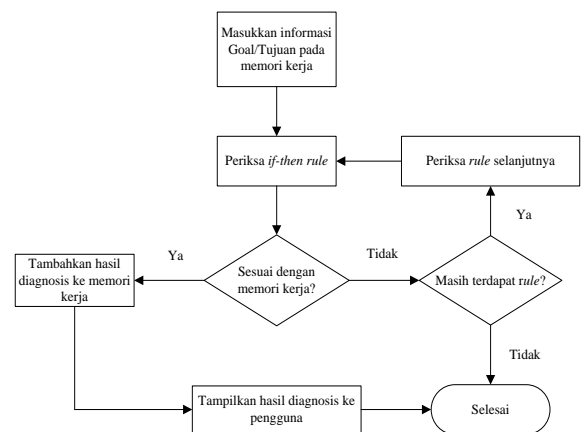 Masukkan informasi
Goal/Tujuan pada
memori kerja
Periksa if-then rule
Periksa rule selanjutnya
Ya
Tambahkan hasil
diagnosis ke memori
kerja
Ya
Sesuai dengan
memori kerja?
Tidak
Masih terdapat rule?
Tidak
Tampilkan hasil diagnosis ke
pengguna
Selesai